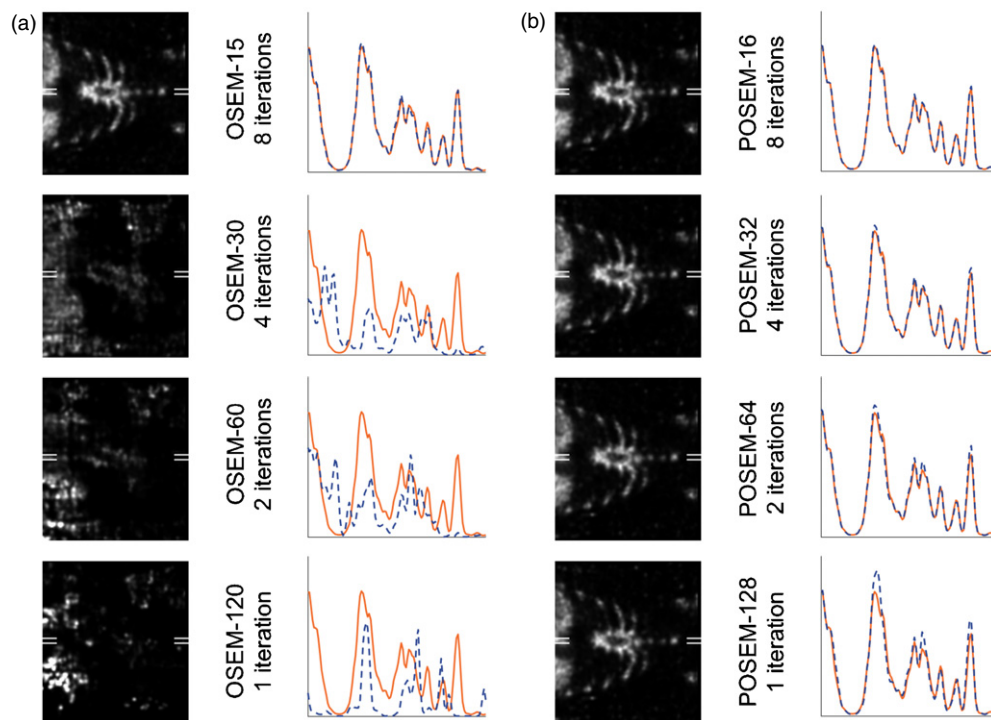 (a)
OSEM-15
8 iterations
OSEM-30
4 iterations
OSEM-60
2 iterations
OSEM-120
1 iteration
(b)
POSEM-16
8 iterations
POSEM-32
4 iterations
POSEM-64
2 iterations
POSEM-128
1 iteration